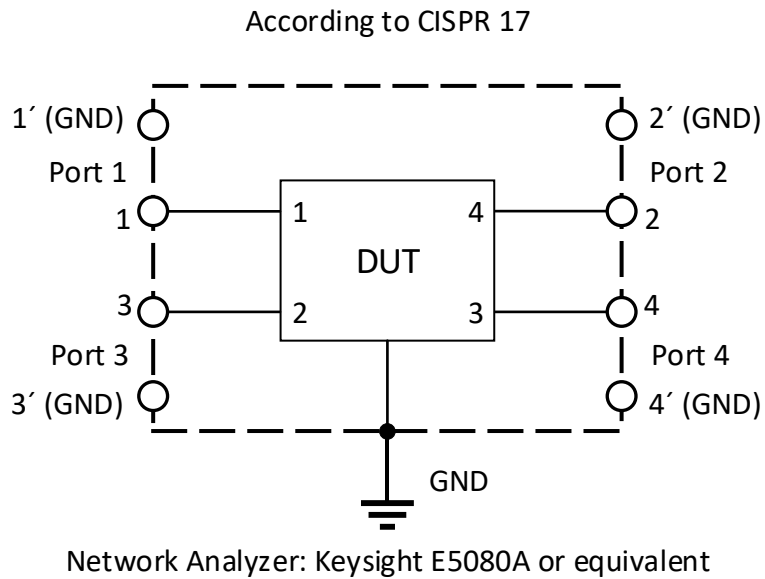 According to CISPR 17
1´ (GND)
2´ (GND)
Port 1
Port 2
1
1
4
2
DUT
3
2
3
4
Port 3
Port 4
3´ (GND)
4´ (GND)
GND
Network Analyzer: Keysight E5080A or equivalent